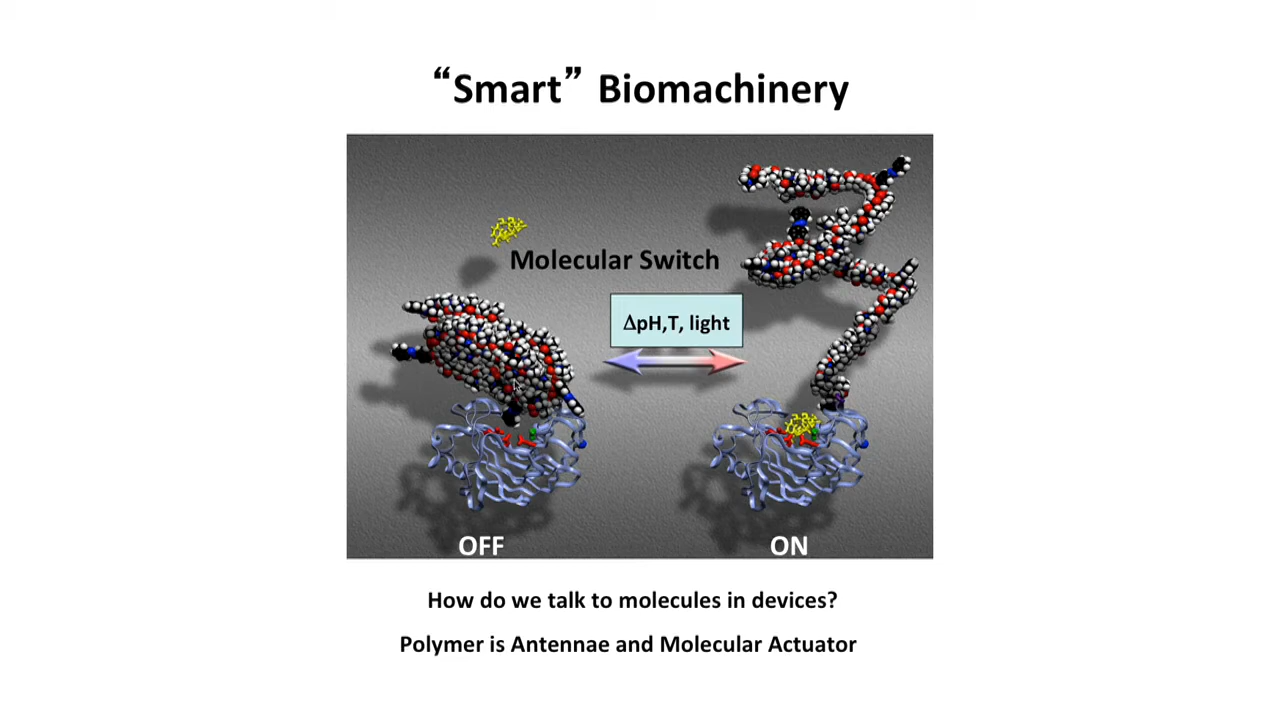 “Smart” Biomachinery
Molecular Switch
ΔpH,T, light
OFF
ON
How do we talk to molecules in devices?
Polymer is Antennae and Molecular Actuator